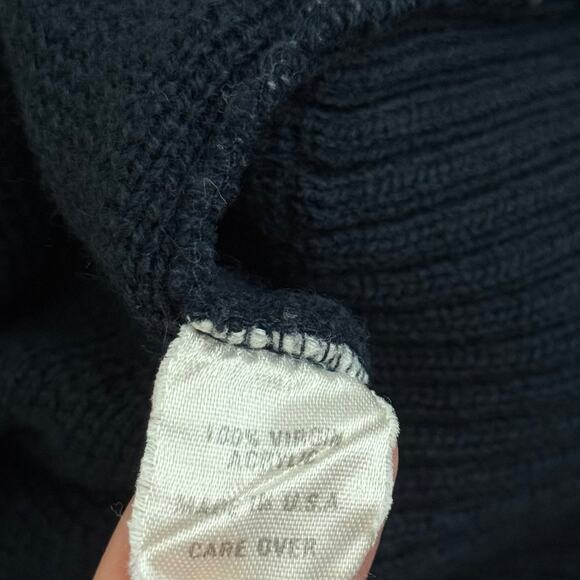 100% VIRGIN
ACRYLIC
MADE IN U.S.A
CARE OVER